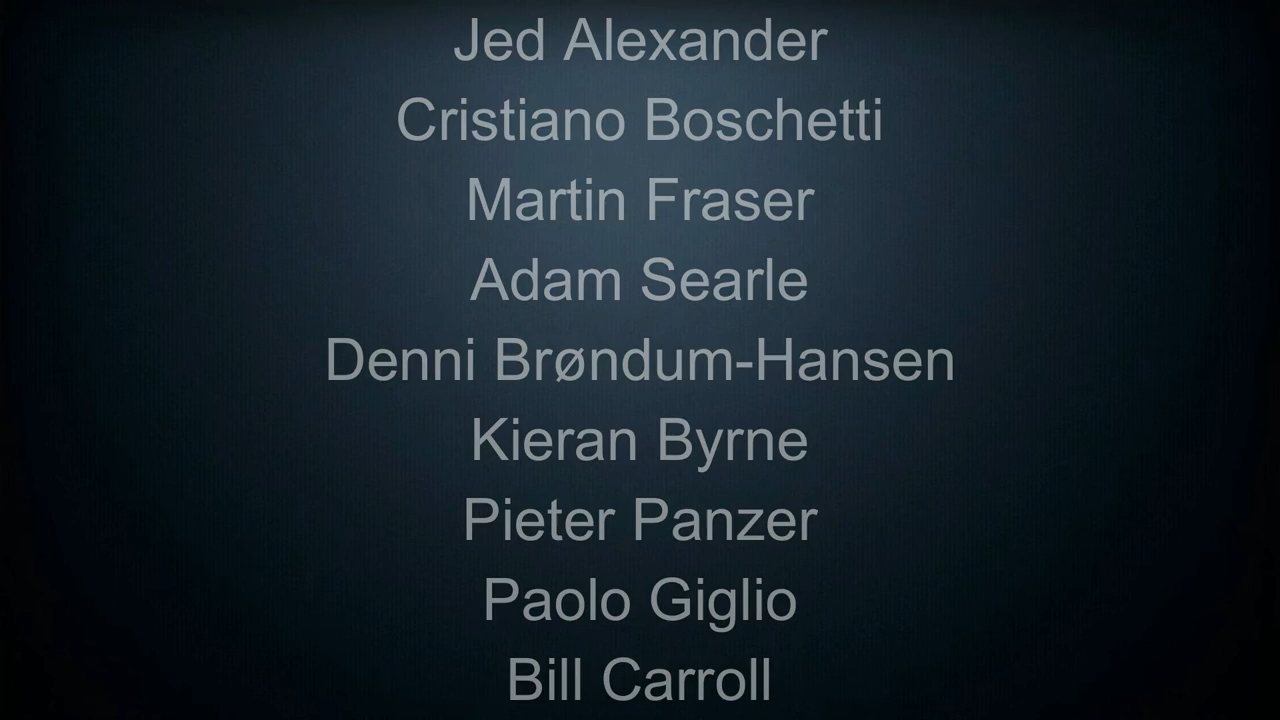 Jed Alexander
Cristiano Boschetti
Martin Fraser
Adam Searle
Denni Brøndum-Hansen
Kieran Byrne
Pieter Panzer
Paolo Giglio
Bill Carroll